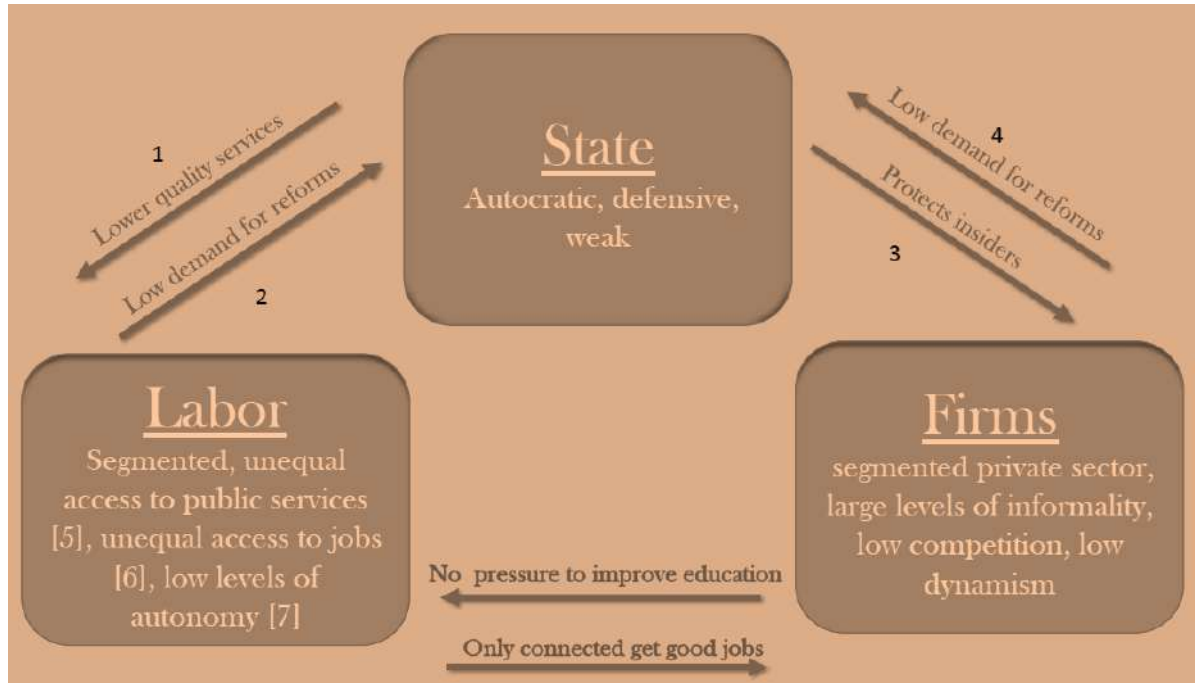 State
Autocratic, defensive,
weak
1
Lower quality services
Low demand for reforms
2
4
Low demand for reforms
Protects insiders
3
Labor
Segmented, unequal
access to public services
[5], unequal access to jobs
[6], low levels of
autonomy [7]
Firms
segmented private sector,
large levels of informality,
low competition, low
dynamism
No pressure to improve education
Only connected get good jobs